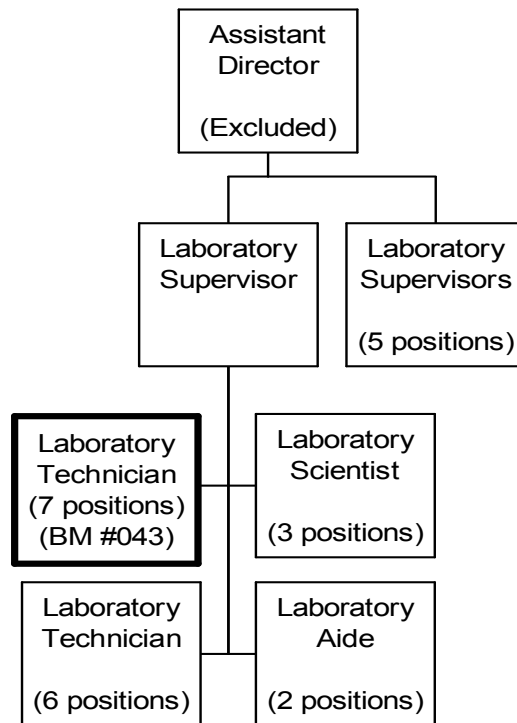 Assistant
Director
(Excluded)
Laboratory
Supervisor
Laboratory
Supervisors
(5 positions)
Laboratory
Technician
(7 positions)
(BM #043)
Laboratory
Scientist
(3 positions)
Laboratory
Technician
(6 positions)
Laboratory
Aide
(2 positions)